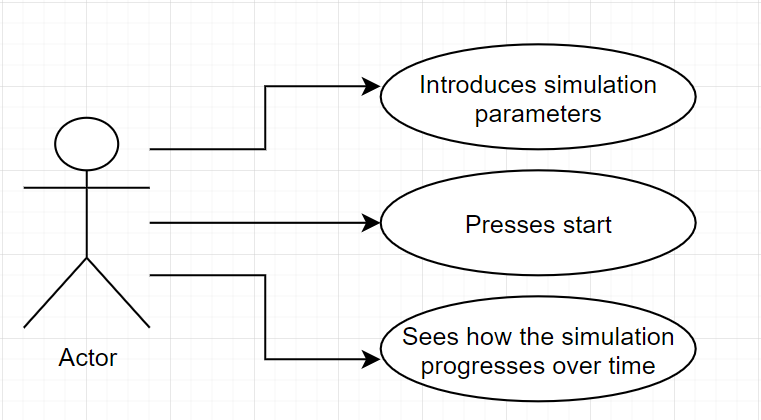 Introduces simulation
parameters
Presses start
Sees how the simulation
progresses over time
Actor